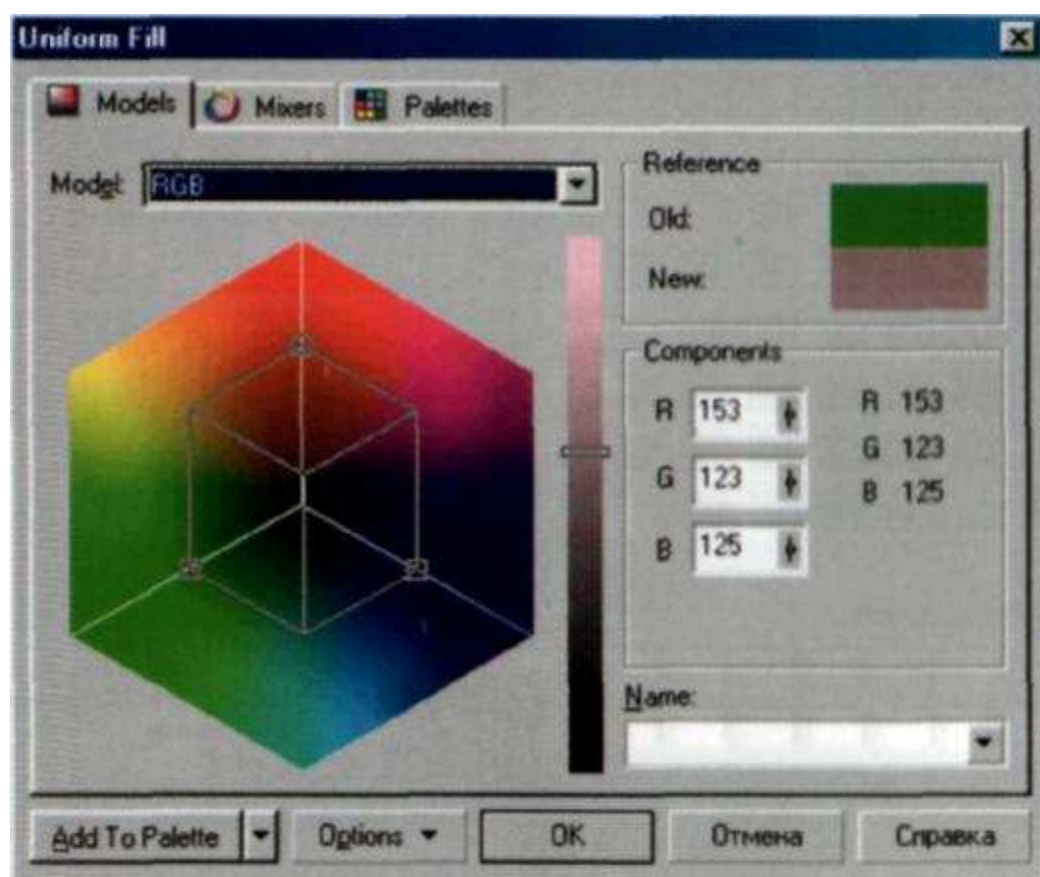 Uniform Fill
Models Mixers Palettes
Model: RGB
Reference
Old:
New:
Components
R 153 R 153
G 123 G 123
B 125 B 125
Name:
Add To Palette Options OK Отмена Справка